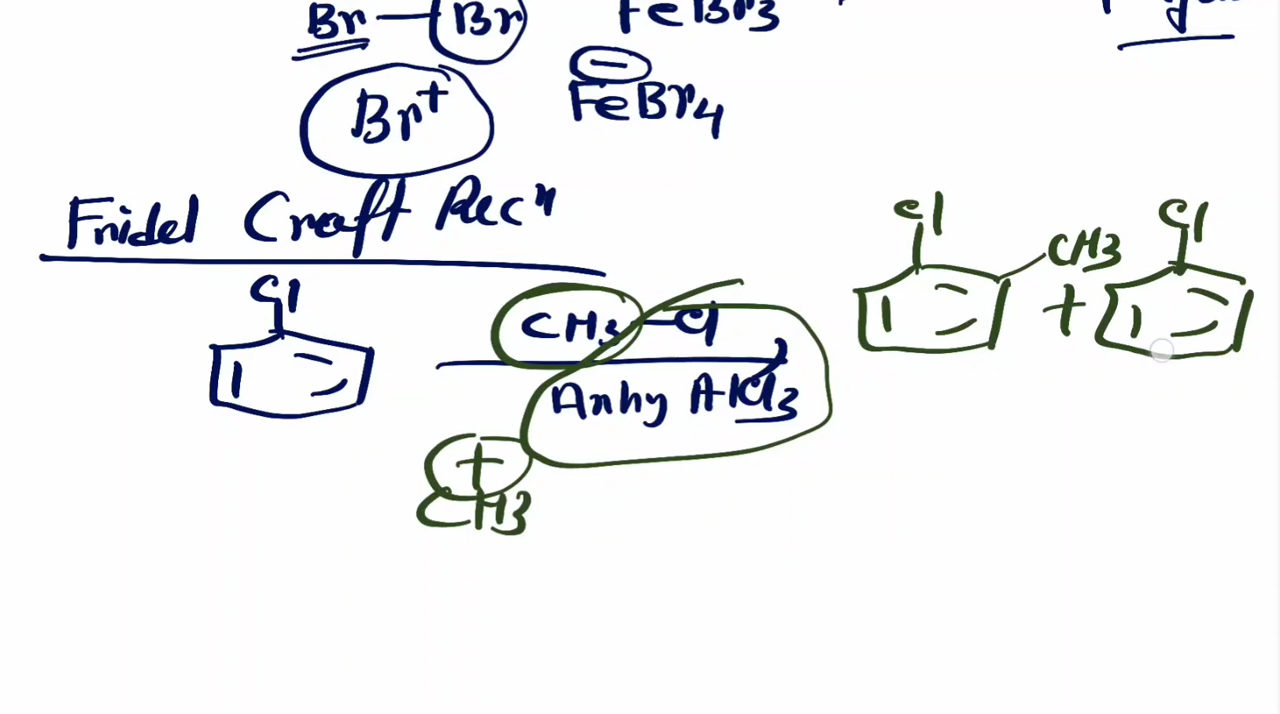 Br — Br FeBr3
Br+ FeBr4
−
Fridel Craft Recn
Cl
CH3—Cl
Anhy AlCl3
+
CH3
Cl
CH3
+
Cl